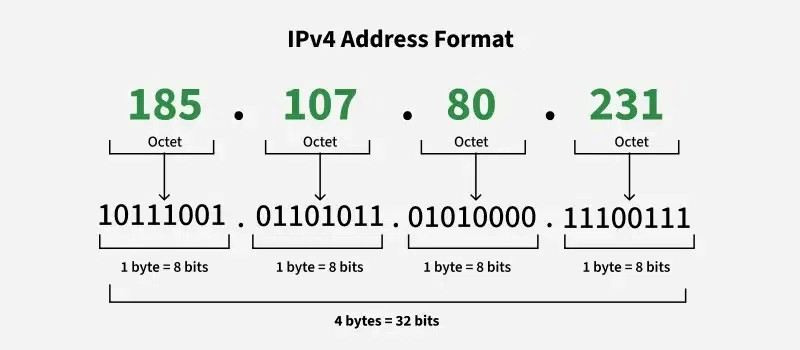 IPv4 Address Format
185 . 107 . 80 . 231
Octet Octet Octet Octet
10111001 . 01101011 . 01010000 . 11100111
1 byte = 8 bits 1 byte = 8 bits 1 byte = 8 bits 1 byte = 8 bits
4 bytes = 32 bits